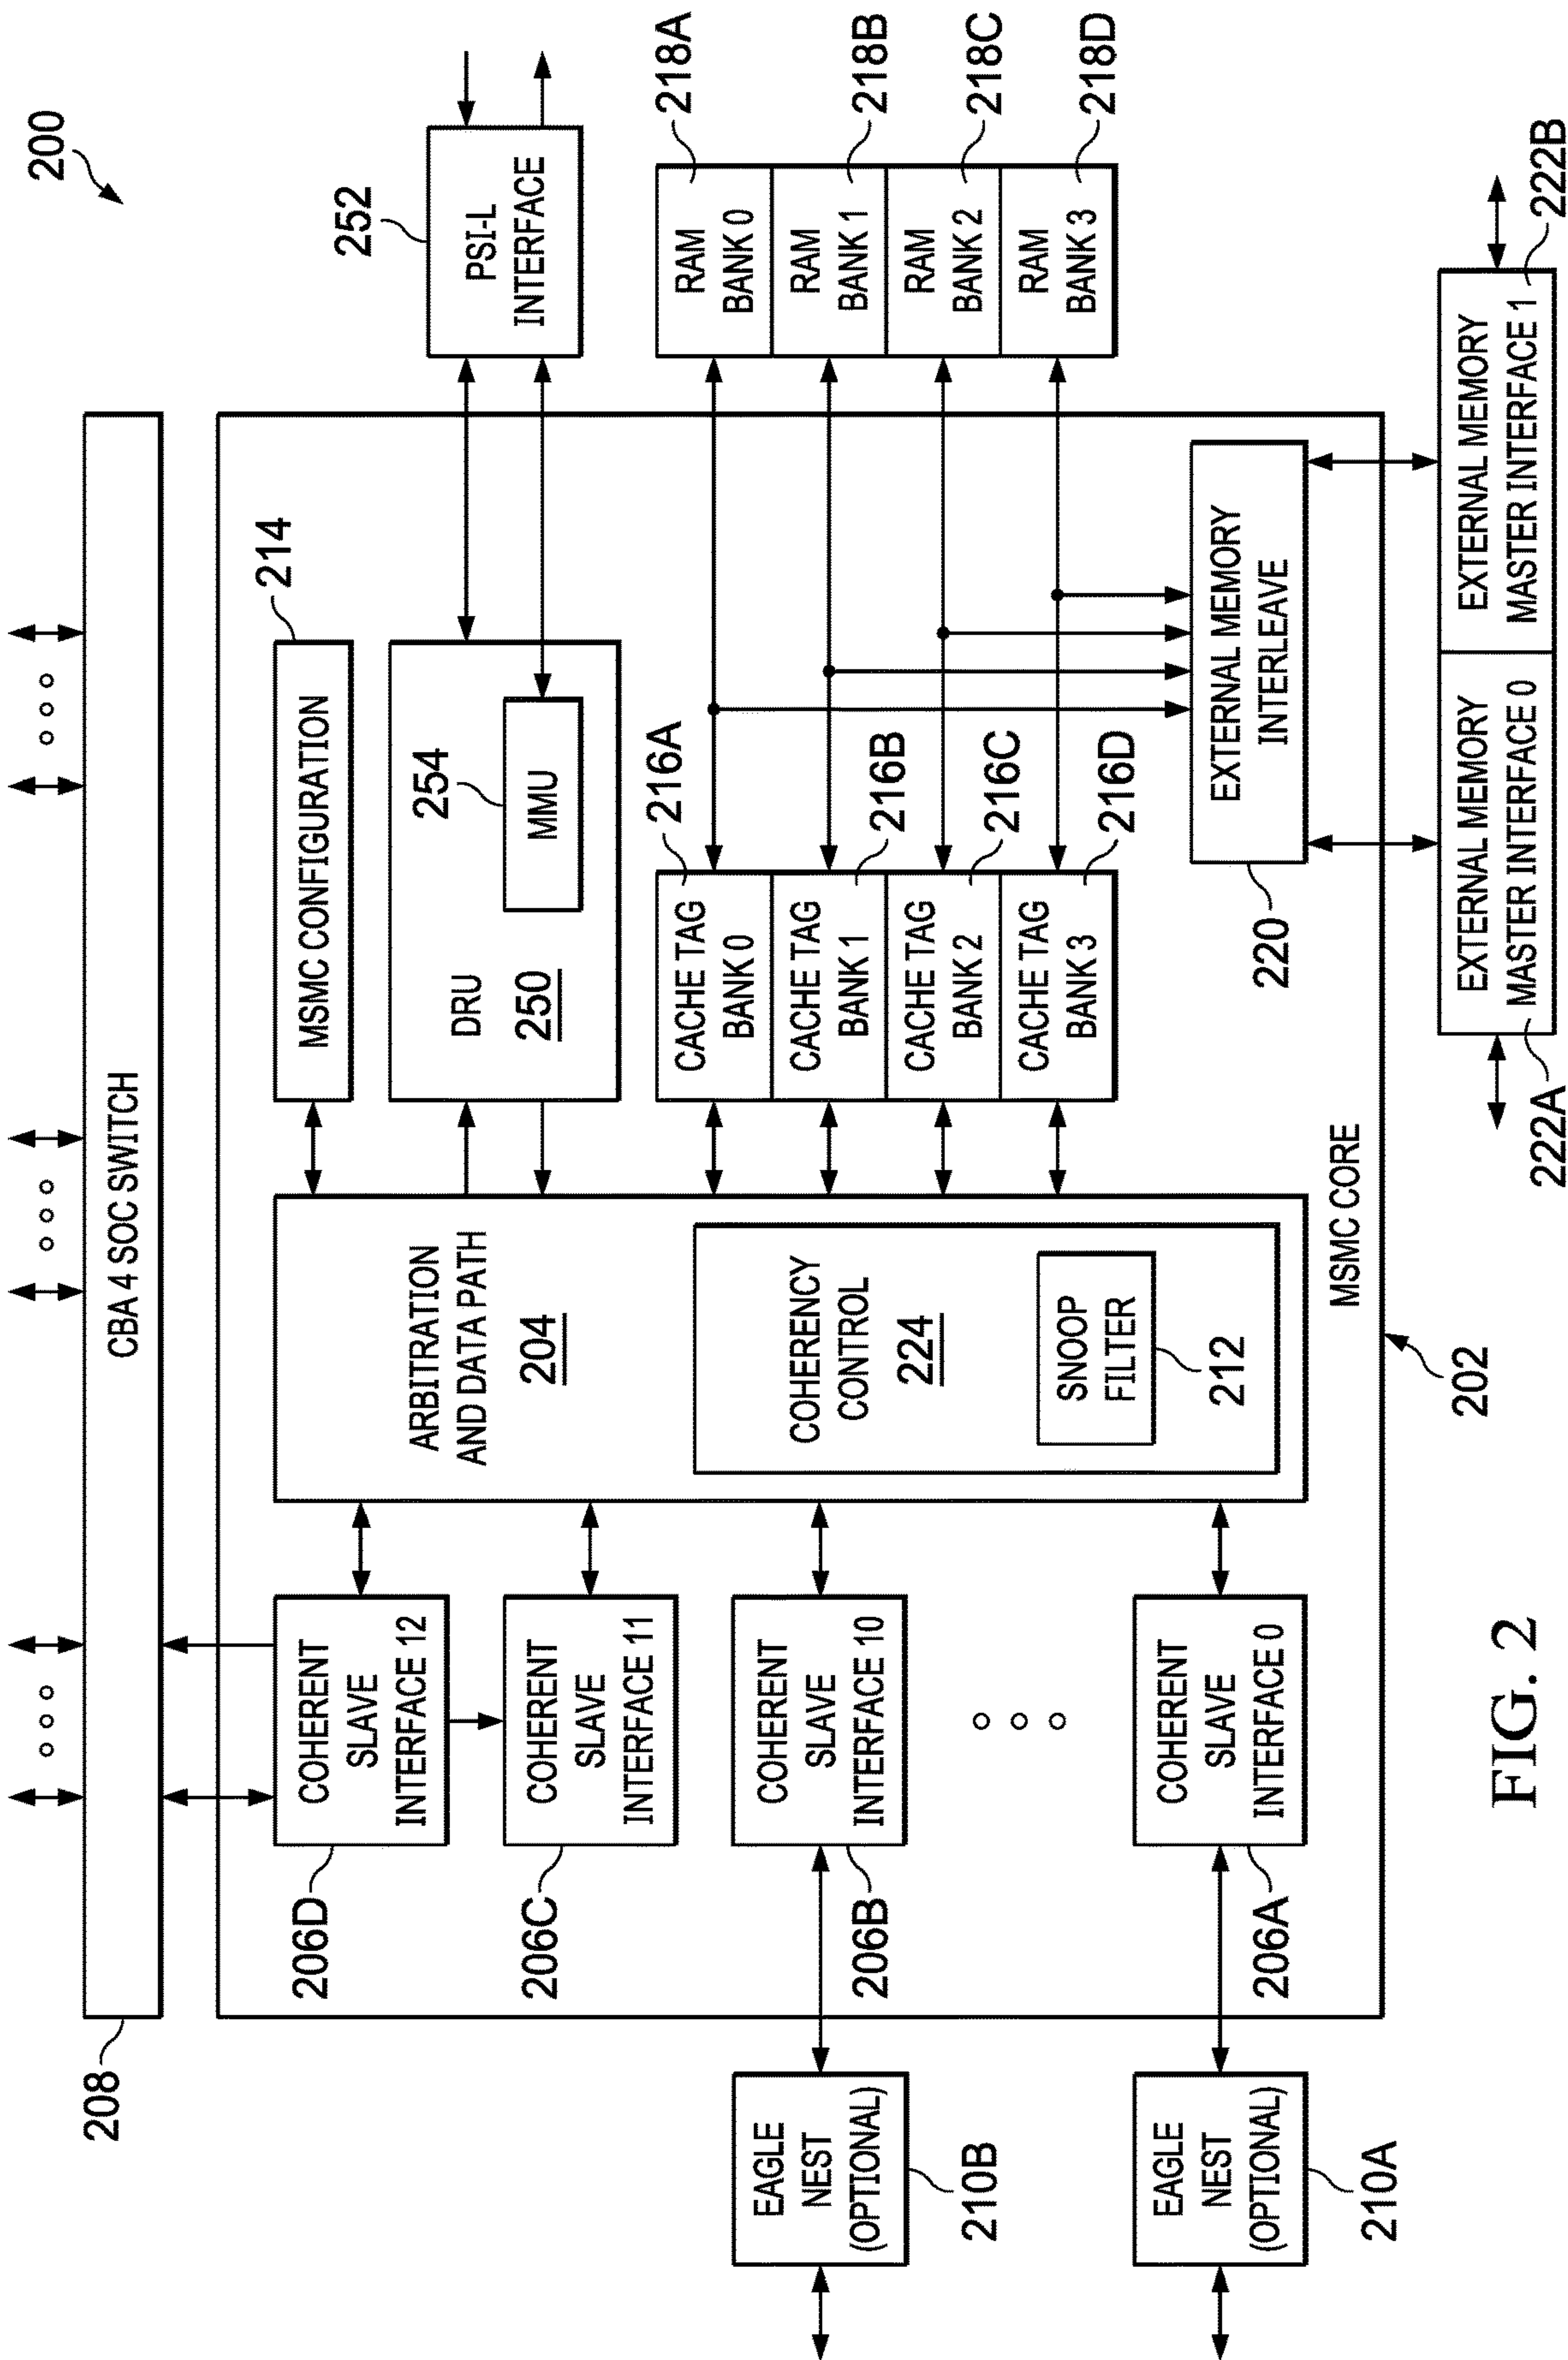 200
208
CBA 4 SOC SWITCH
252
PSI-L
INTERFACE
206D
COHERENT
SLAVE
INTERFACE 12
206C
COHERENT
SLAVE
INTERFACE 11
210B
EAGLE
NEST
(OPTIONAL)
206B
COHERENT
SLAVE
INTERFACE 10
210A
EAGLE
NEST
(OPTIONAL)
206A
COHERENT
SLAVE
INTERFACE 0
ARBITRATION
AND DATA PATH
204
COHERENCY
CONTROL
224
SNOOP
FILTER
212
214
MSMC CONFIGURATION
DRU
250
254
MMU
216A
CACHE TAG
BANK 0
CACHE TAG
BANK 1
216B
CACHE TAG
BANK 2
216C
CACHE TAG
BANK 3
216D
218A
RAM
BANK 0
218B
RAM
BANK 1
218C
RAM
BANK 2
218D
RAM
BANK 3
EXTERNAL MEMORY
INTERLEAVE
220
MSMC CORE
202
EXTERNAL MEMORY
MASTER INTERFACE 0
222A
EXTERNAL MEMORY
MASTER INTERFACE 1
222B
FIG. 2